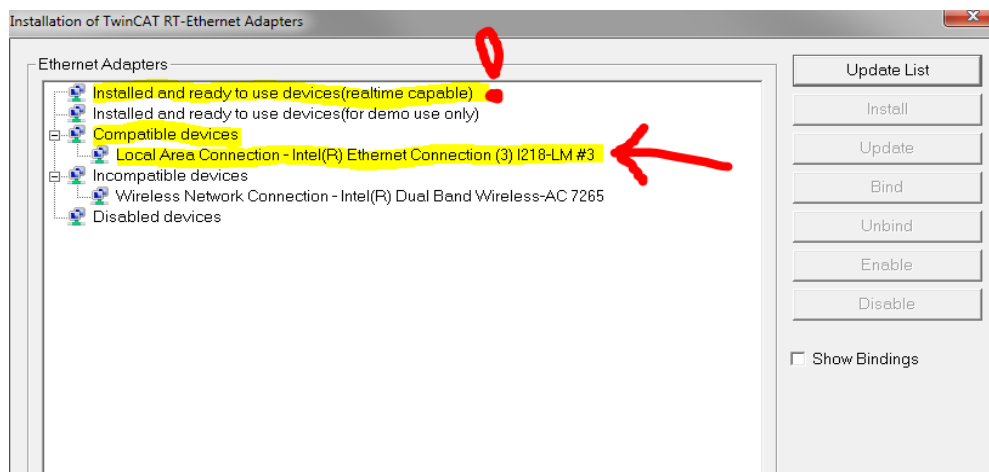 Installation of TwinCAT RT-Ethernet Adapters
x
Ethernet Adapters
Installed and ready to use devices(realtime capable)
!
Installed and ready to use devices(for demo use only)
Compatible devices
Local Area Connection - Intel(R) Ethernet Connection (3) I218-LM #3
Incompatible devices
Wireless Network Connection - Intel(R) Dual Band Wireless-AC 7265
Disabled devices
Update List
Install
Update
Bind
Unbind
Enable
Disable
Show Bindings